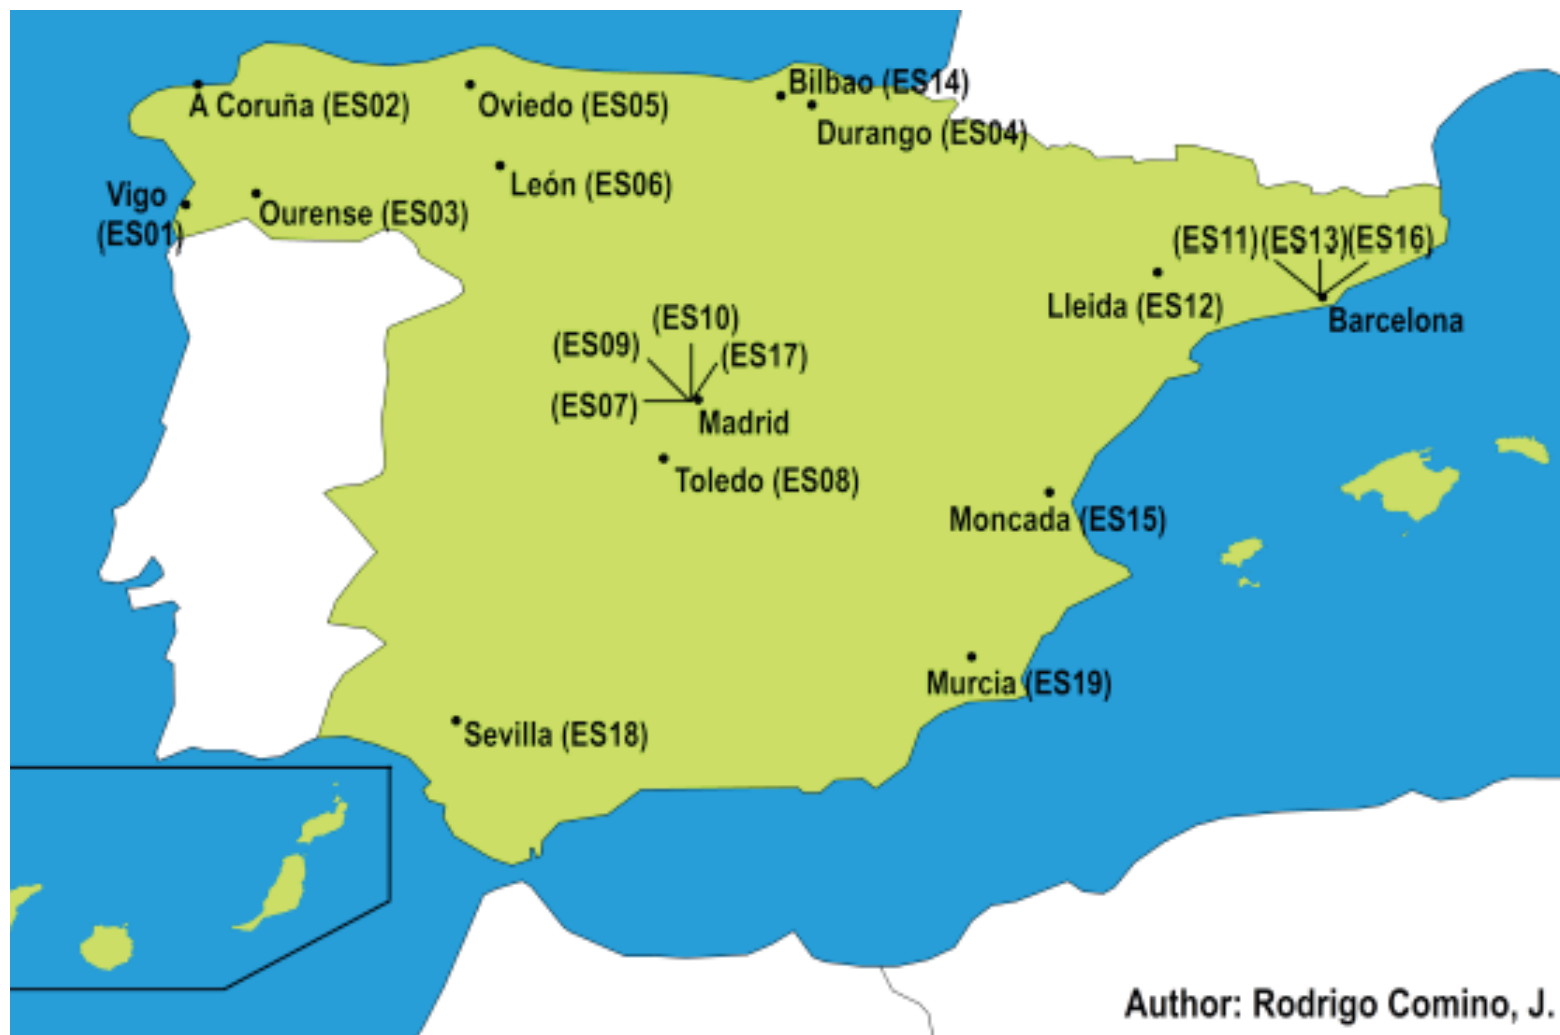 Bilbao (ES14)
A Coruña (ES02)
Oviedo (ES05)
Durango (ES04)
León (ES06)
Vigo
(ES01)
Ourense (ES03)
(ES11)(ES13)(ES16)
Lleida (ES12)
Barcelona
(ES10)
(ES09)
(ES17)
(ES07)
Madrid
Toledo (ES08)
Moncada (ES15)
Murcia (ES19)
Sevilla (ES18)
Author: Rodrigo Comino, J.